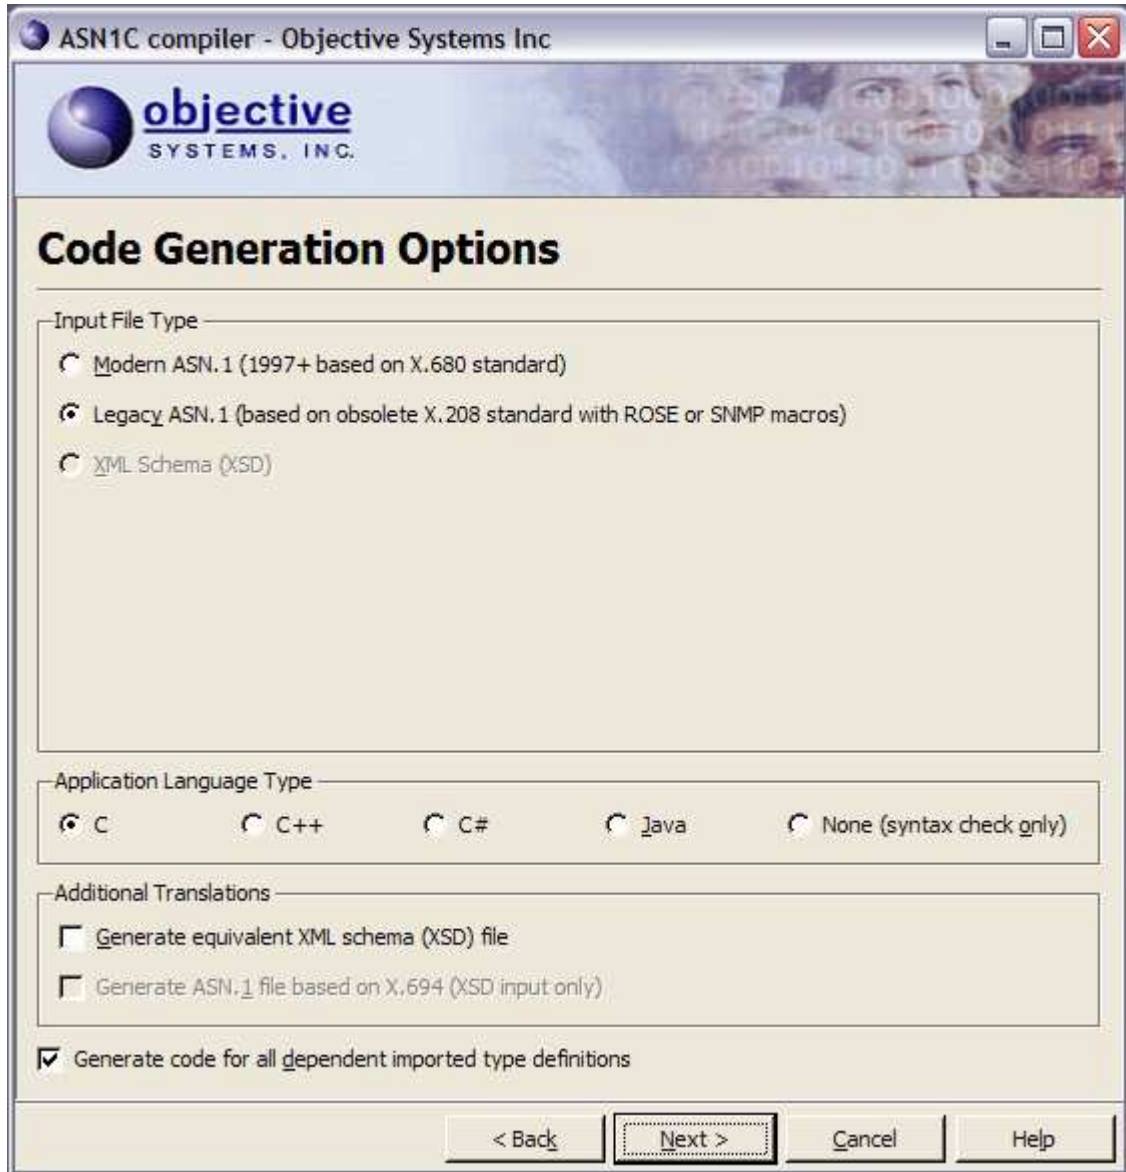 ASN1C compiler - Objective Systems Inc
objective
SYSTEMS, INC.
Code Generation Options
Input File Type
Modern ASN.1 (1997+ based on X.680 standard)
Legacy ASN.1 (based on obsolete X.208 standard with ROSE or SNMP macros)
XML Schema (XSD)
Application Language Type
C C++ C# Java None (syntax check only)
Additional Translations
Generate equivalent XML schema (XSD) file
Generate ASN.1 file based on X.694 (XSD input only)
Generate code for all dependent imported type definitions
< Back Next > Cancel Help